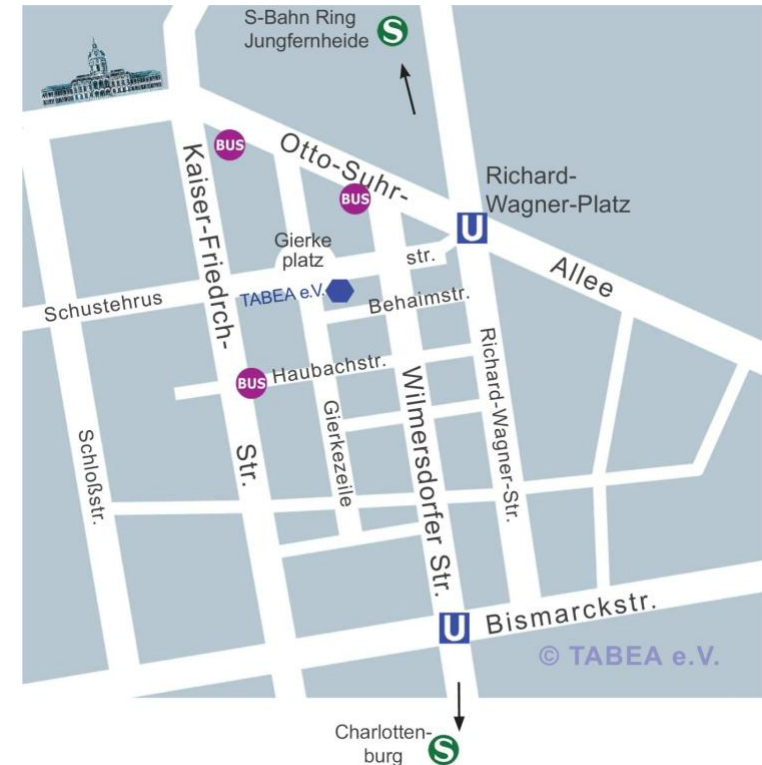 S-Bahn Ring
Jungfernheide
S
BUS
Otto-Suhr-
Allee
BUS
Richard-
Wagner-Platz
U
Kaiser-Friedrch-
Str.
Gierke
platz
str.
Schustehrus
TABEA e.V.
Behaimstr.
BUS
Haubachstr.
Schloßstr.
Gierkezeile
Wilmersdorfer Str.
Richard-Wagner-Str.
U
Bismarckstr.
© TABEA e.V.
Charlotten-
burg
S